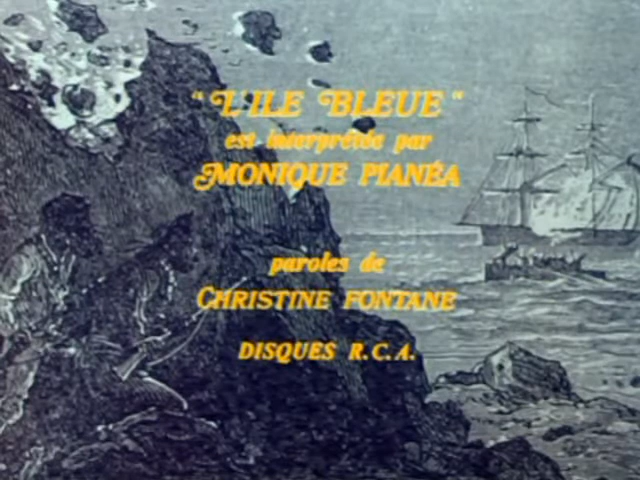 "L'ILE BLEUE"
est interprétée par
MONIQUE PIANÉA
paroles de
CHRISTINE FONTANE
DISQUES R.C.A.